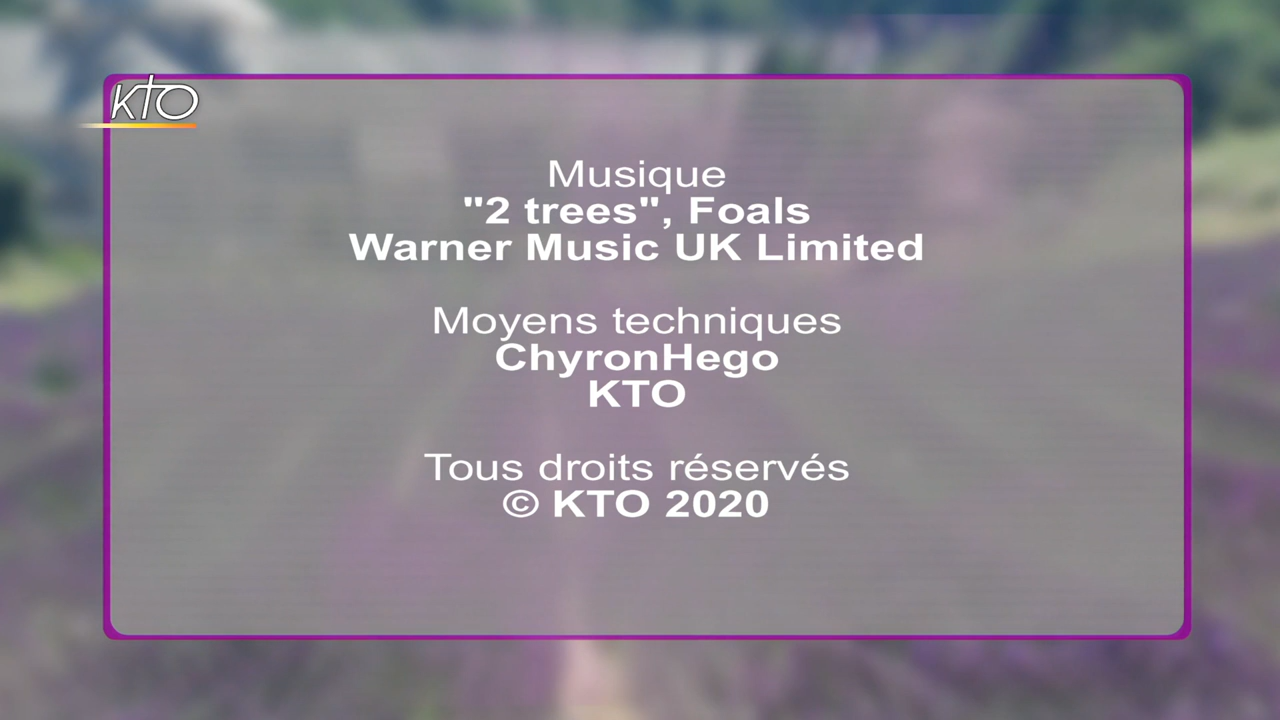 KTO
Musique
"2 trees", Foals
Warner Music UK Limited
Moyens techniques
ChyronHego
KTO
Tous droits réservés
© KTO 2020